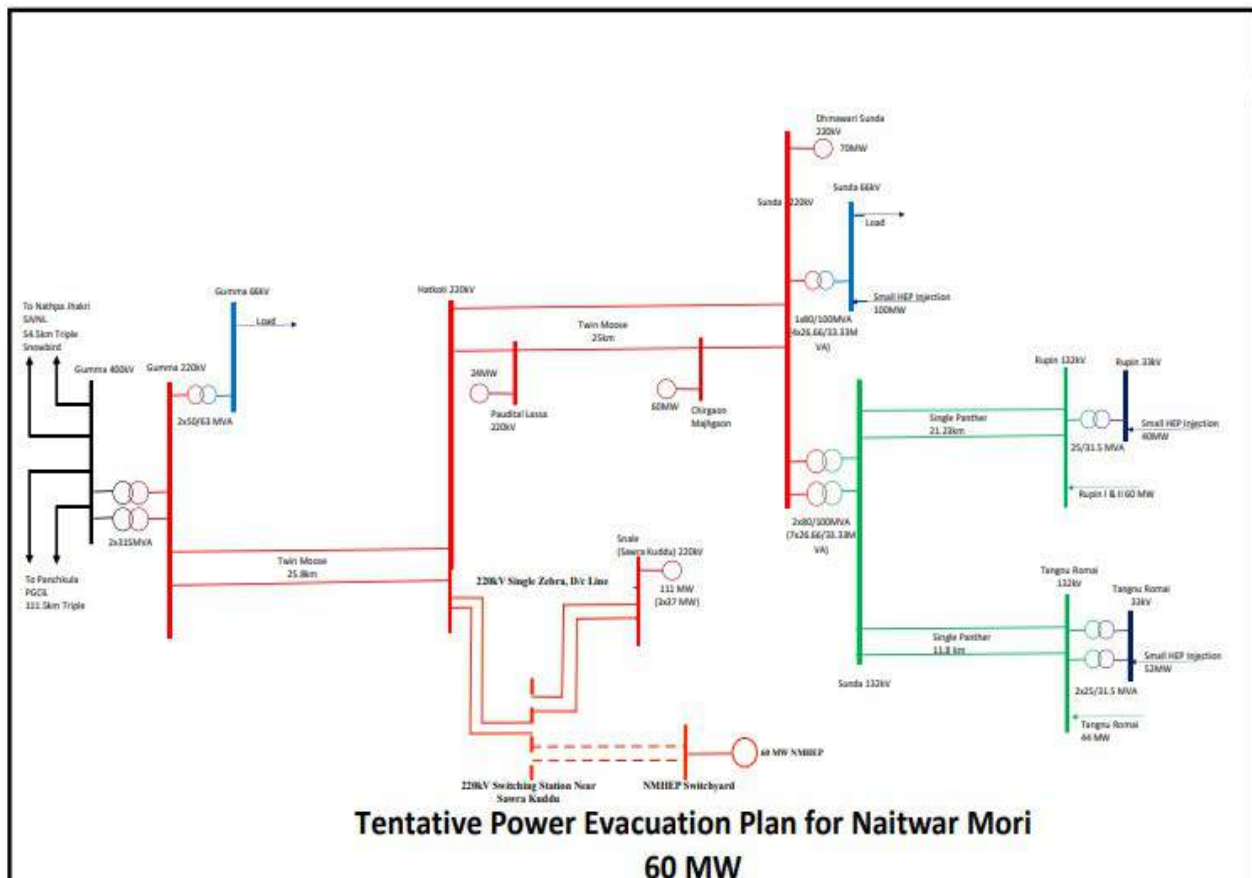 Dhmawari Sunda
220kV
70MW
Sunda 66kV
Sunda 220kV
Load
Small HEP Injection
100MW
1x80/100MVA
(4x26.66/33.33M
VA)
To Nathpa Jhakri
SJVNL
54.5km Triple
Snowbird
Gumma 66kV
Load
Gumma 400kV
Gumma 220kV
2x50/63 MVA
2x315MVA
To Panchkula
PGCIL
111.5km Triple
Hatkoti 220kV
Twin Moose
25km
24MW
Paudital Lassa
220kV
60MW
Chirgaon
Majhgaon
Twin Moose
25.8km
2x80/100MVA
(7x26.66/33.33M
VA)
Rupin 132kV
Rupin 33kV
Single Panther
21.23km
Small HEP Injection
40MW
25/31.5 MVA
Rupin I & II 60 MW
Snale
(Sawra Kuddu) 220kV
220kV Single Zebra, D/c Line
111 MW
(3x37 MW)
Tangnu Romai
132kV
Tangnu Romai
33kV
Single Panther
11.8 km
Small HEP Injection
52MW
Sunda 132kV
2x25/31.5 MVA
Tangnu Romai
44 MW
60 MW NMHEP
220kV Switching Station Near
Sawra Kuddu
NMHEP Switchyard
Tentative Power Evacuation Plan for Naitwar Mori
60 MW